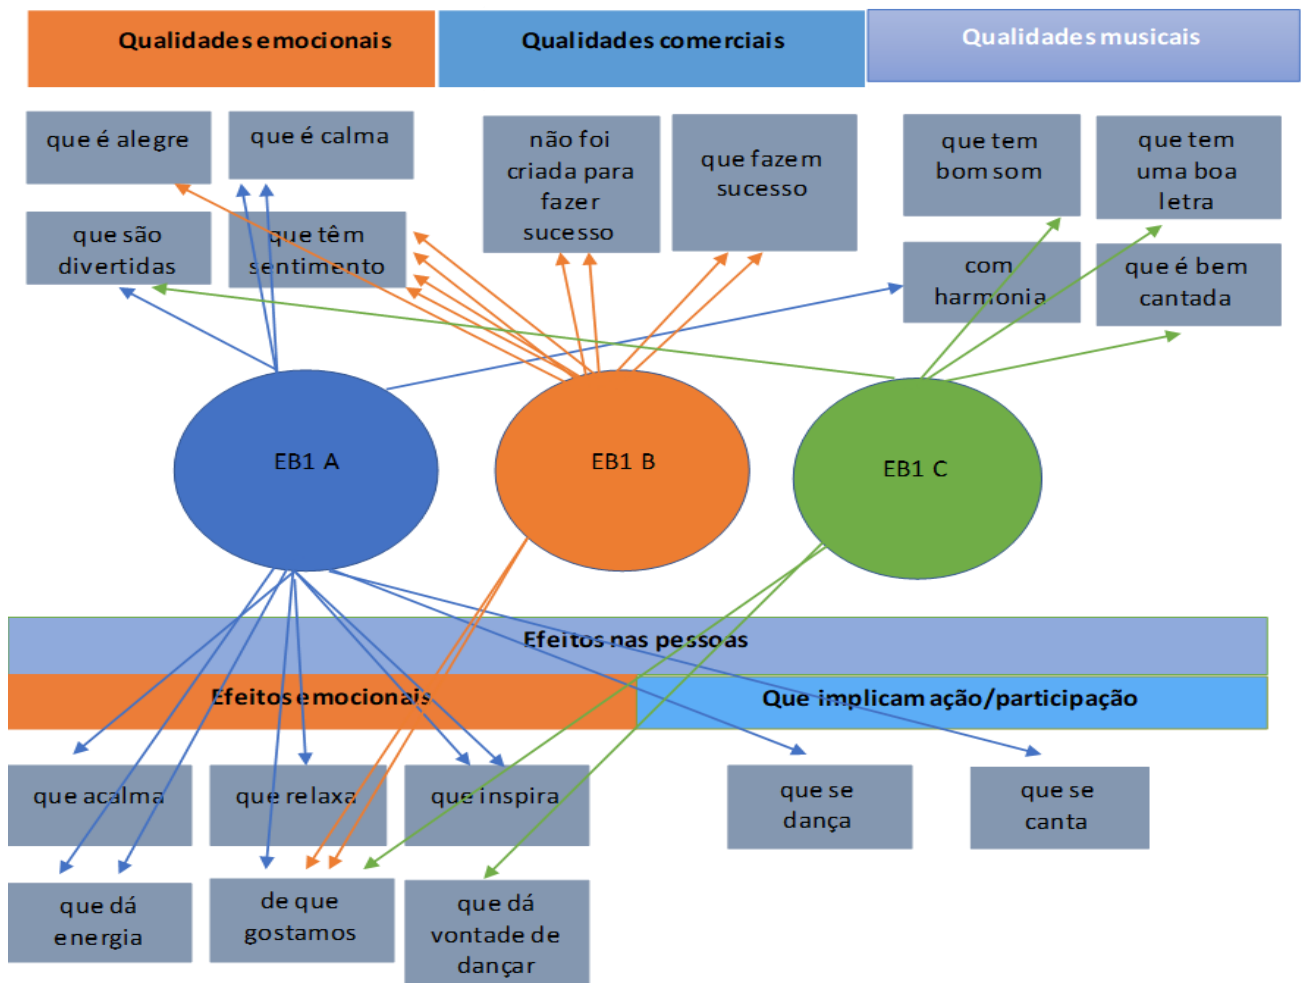 Qualidades emocionais
Qualidades comerciais
Qualidades musicais
que é alegre
que é calma
não foi
criada para
fazer
sucesso
que fazem
sucesso
que tem
bom som
que tem
uma boa
letra
que são
divertidas
que têm
sentimento
com
harmonia
que é bem
cantada
EB1 A
EB1 B
EB1 C
Efeitos nas pessoas
Efeitos emocionais
Que implicam ação/participação
que acalma
que relaxa
que inspira
que se
dança
que se
canta
que dá
energia
de que
gostamos
que dá
vontade de
dançar